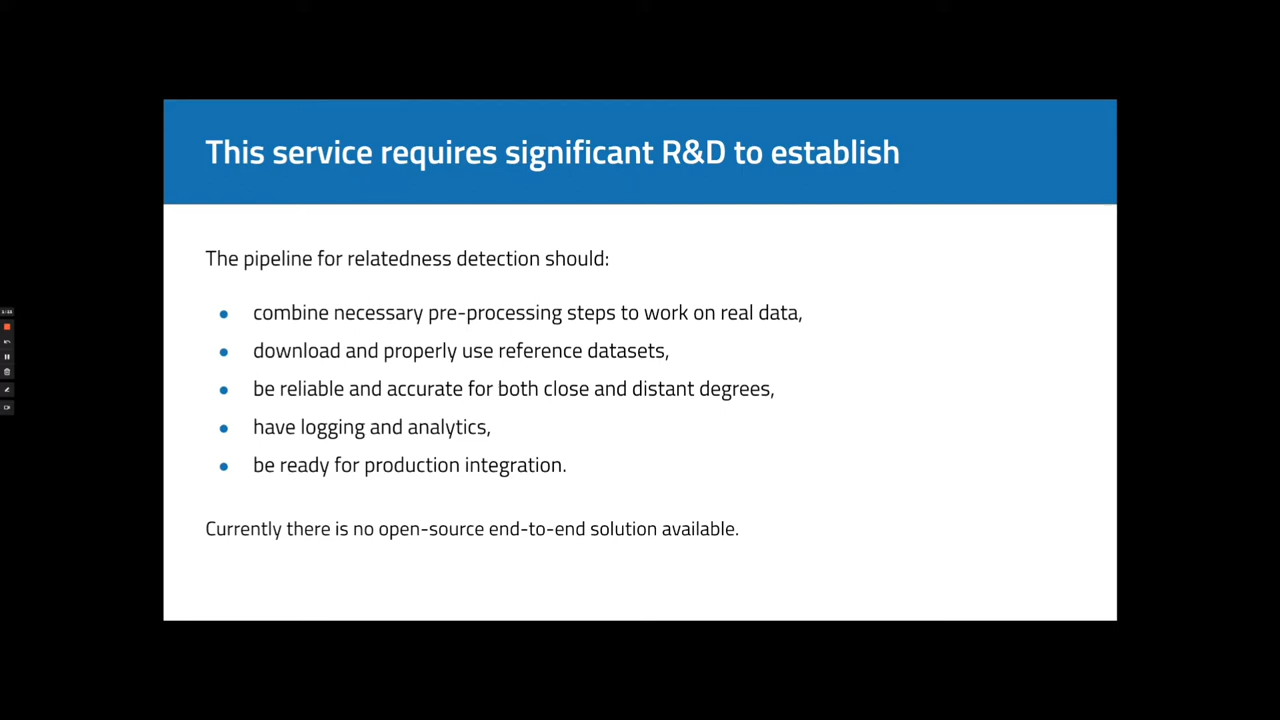 This service requires significant R&D to establish
The pipeline for relatedness detection should:
● combine necessary pre-processing steps to work on real data,
● download and properly use reference datasets,
● be reliable and accurate for both close and distant degrees,
● have logging and analytics,
● be ready for production integration.
Currently there is no open-source end-to-end solution available.